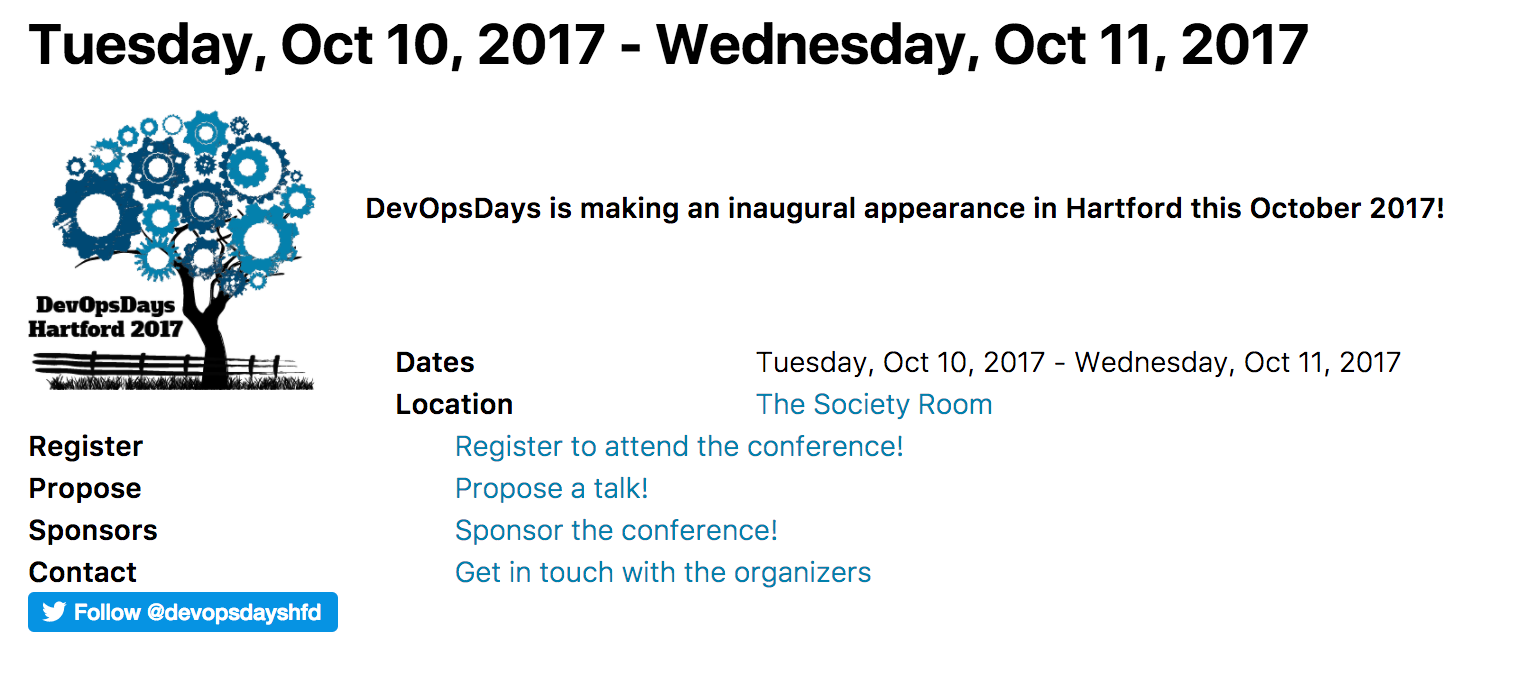 Tuesday, Oct 10, 2017 - Wednesday, Oct 11, 2017
DevOpsDays is making an inaugural appearance in Hartford this October 2017!
DevOpsDays
Hartford 2017
Dates Tuesday, Oct 10, 2017 - Wednesday, Oct 11, 2017
Location The Society Room
Register Register to attend the conference!
Propose Propose a talk!
Sponsors Sponsor the conference!
Contact Get in touch with the organizers
Follow @devopsdayshfd